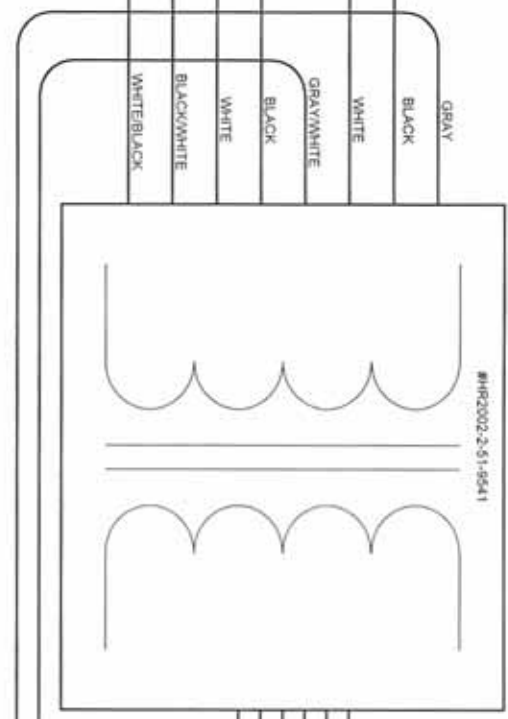 WHITE/BLACK
BLACK/WHITE
WHITE
BLACK
GRAY/WHITE
WHITE
BLACK
GRAY
#HR2002-2-51-9541